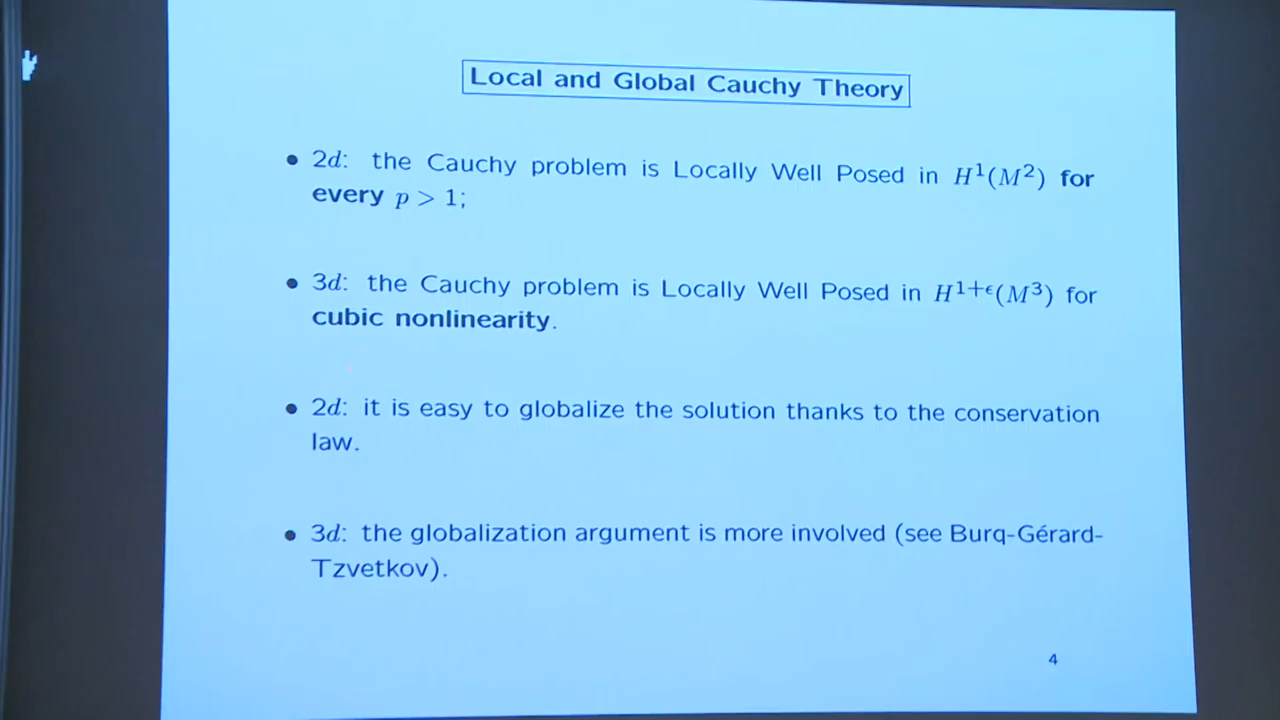 Local and Global Cauchy Theory
• 2d: the Cauchy problem is Locally Well Posed in H¹(M²) for
every p > 1;
• 3d: the Cauchy problem is Locally Well Posed in H¹⁺ᵋ(M³) for
cubic nonlinearity.
• 2d: it is easy to globalize the solution thanks to the conservation
law.
• 3d: the globalization argument is more involved (see Burq-Gérard-
Tzvetkov).
4